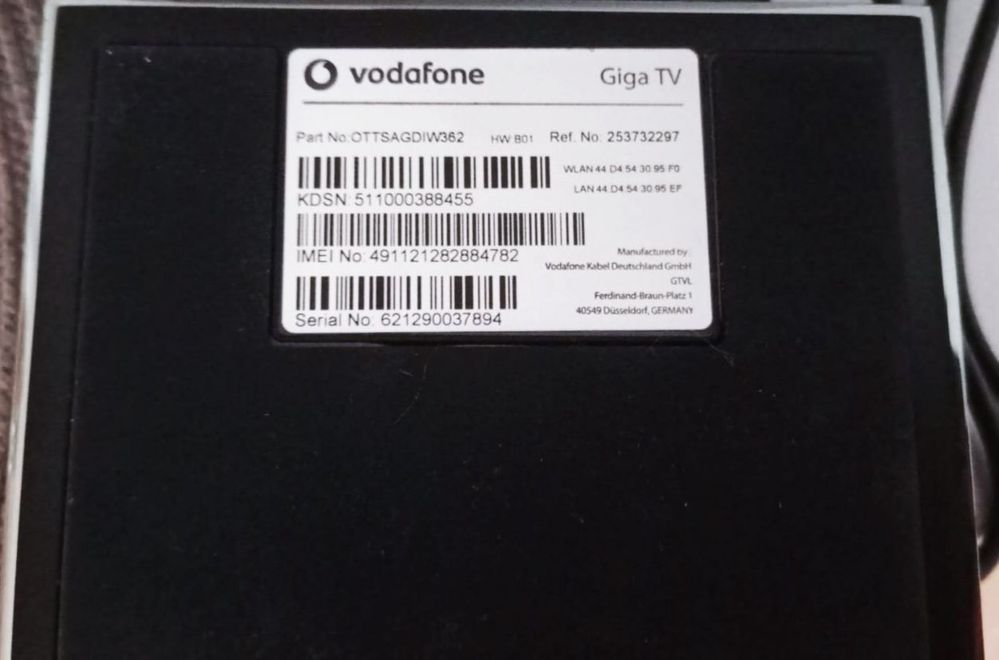 vodafone Giga TV
Part No:OTTSAGDIW362 HW:B01 Ref. No: 253732297
WLAN 44 D4 54 30 95 F0
LAN 44 D4 54 30 95 EF
KDSN: 511000388455
IMEI No: 4911212828847​82
Manufactured by:
Vodafone Kabel Deutschland GmbH
GTVL
Ferdinand-Braun-Platz 1
40549 Düsseldorf, GERMANY
Serial No: 621290037894